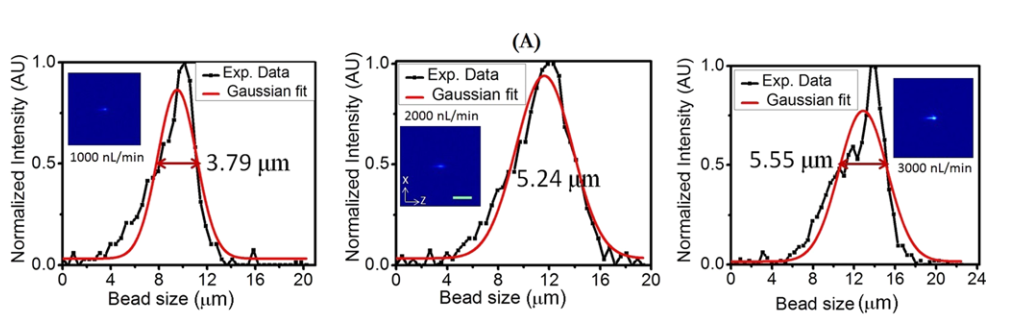 (A)
Normalized Intensity (AU)
1.0
0.5
0.0
Exp. Data
Gaussian fit
1000 nL/min
3.79 μm
0 4 8 12 16 20
Bead size (μm)
Normalized Intensity (AU)
1.0
0.5
0.0
Exp. Data
Gaussian fit
2000 nL/min
X
Z
5.24 μm
0 4 8 12 16 20
Bead size (μm)
Normalized Intensity (AU)
1.0
0.5
0.0
Exp. Data
Gaussian fit
5.55 μm
3000 nL/min
0 4 8 12 16 20 24
Bead size (μm)